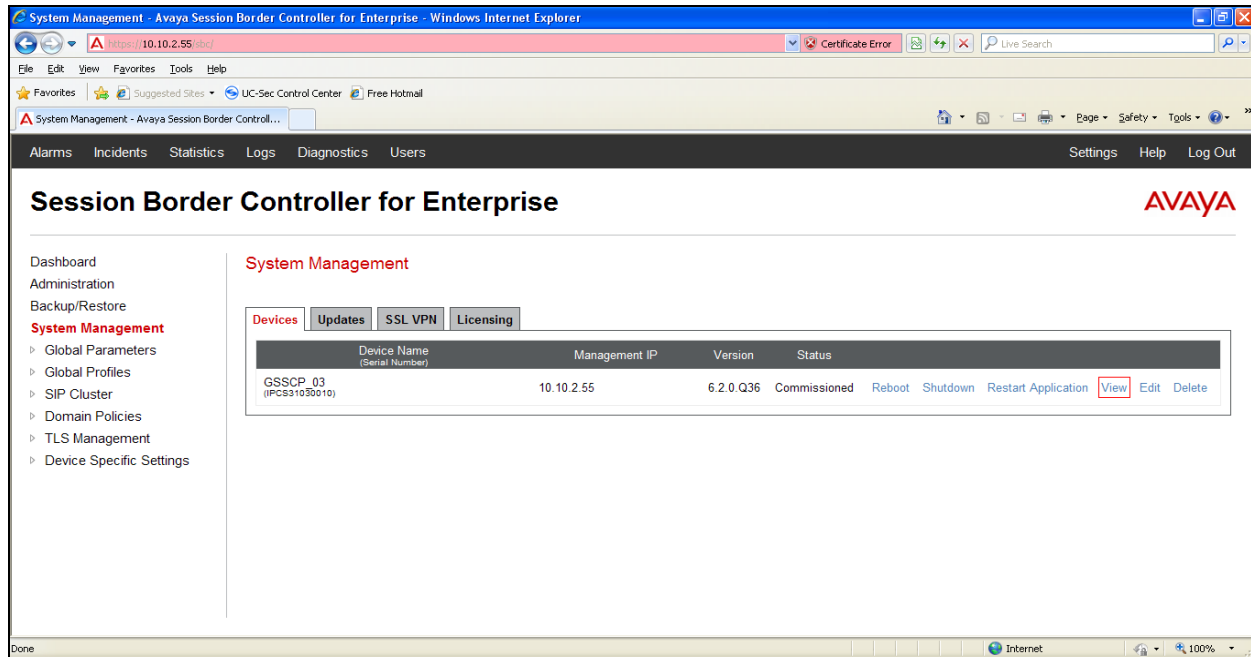 System Management - Avaya Session Border Controller for Enterprise - Windows Internet Explorer
https://10.10.2.55/sbc/
Certificate Error
Live Search
File Edit View Favorites Tools Help
Favorites Suggested Sites UC-Sec Control Center Free Hotmail
System Management - Avaya Session Border Controll...
Page Safety Tools
Alarms Incidents Statistics Logs Diagnostics Users Settings Help Log Out
Session Border Controller for Enterprise
AVAYA
Dashboard
Administration
Backup/Restore
System Management
Global Parameters
Global Profiles
SIP Cluster
Domain Policies
TLS Management
Device Specific Settings
System Management
Devices Updates SSL VPN Licensing
Device Name Management IP Version Status
(Serial Number)
GSSCP_03 10.10.2.55 6.2.0.Q36 Commissioned Reboot Shutdown Restart Application View Edit Delete
(IPCS31030010)
Done Internet 100%